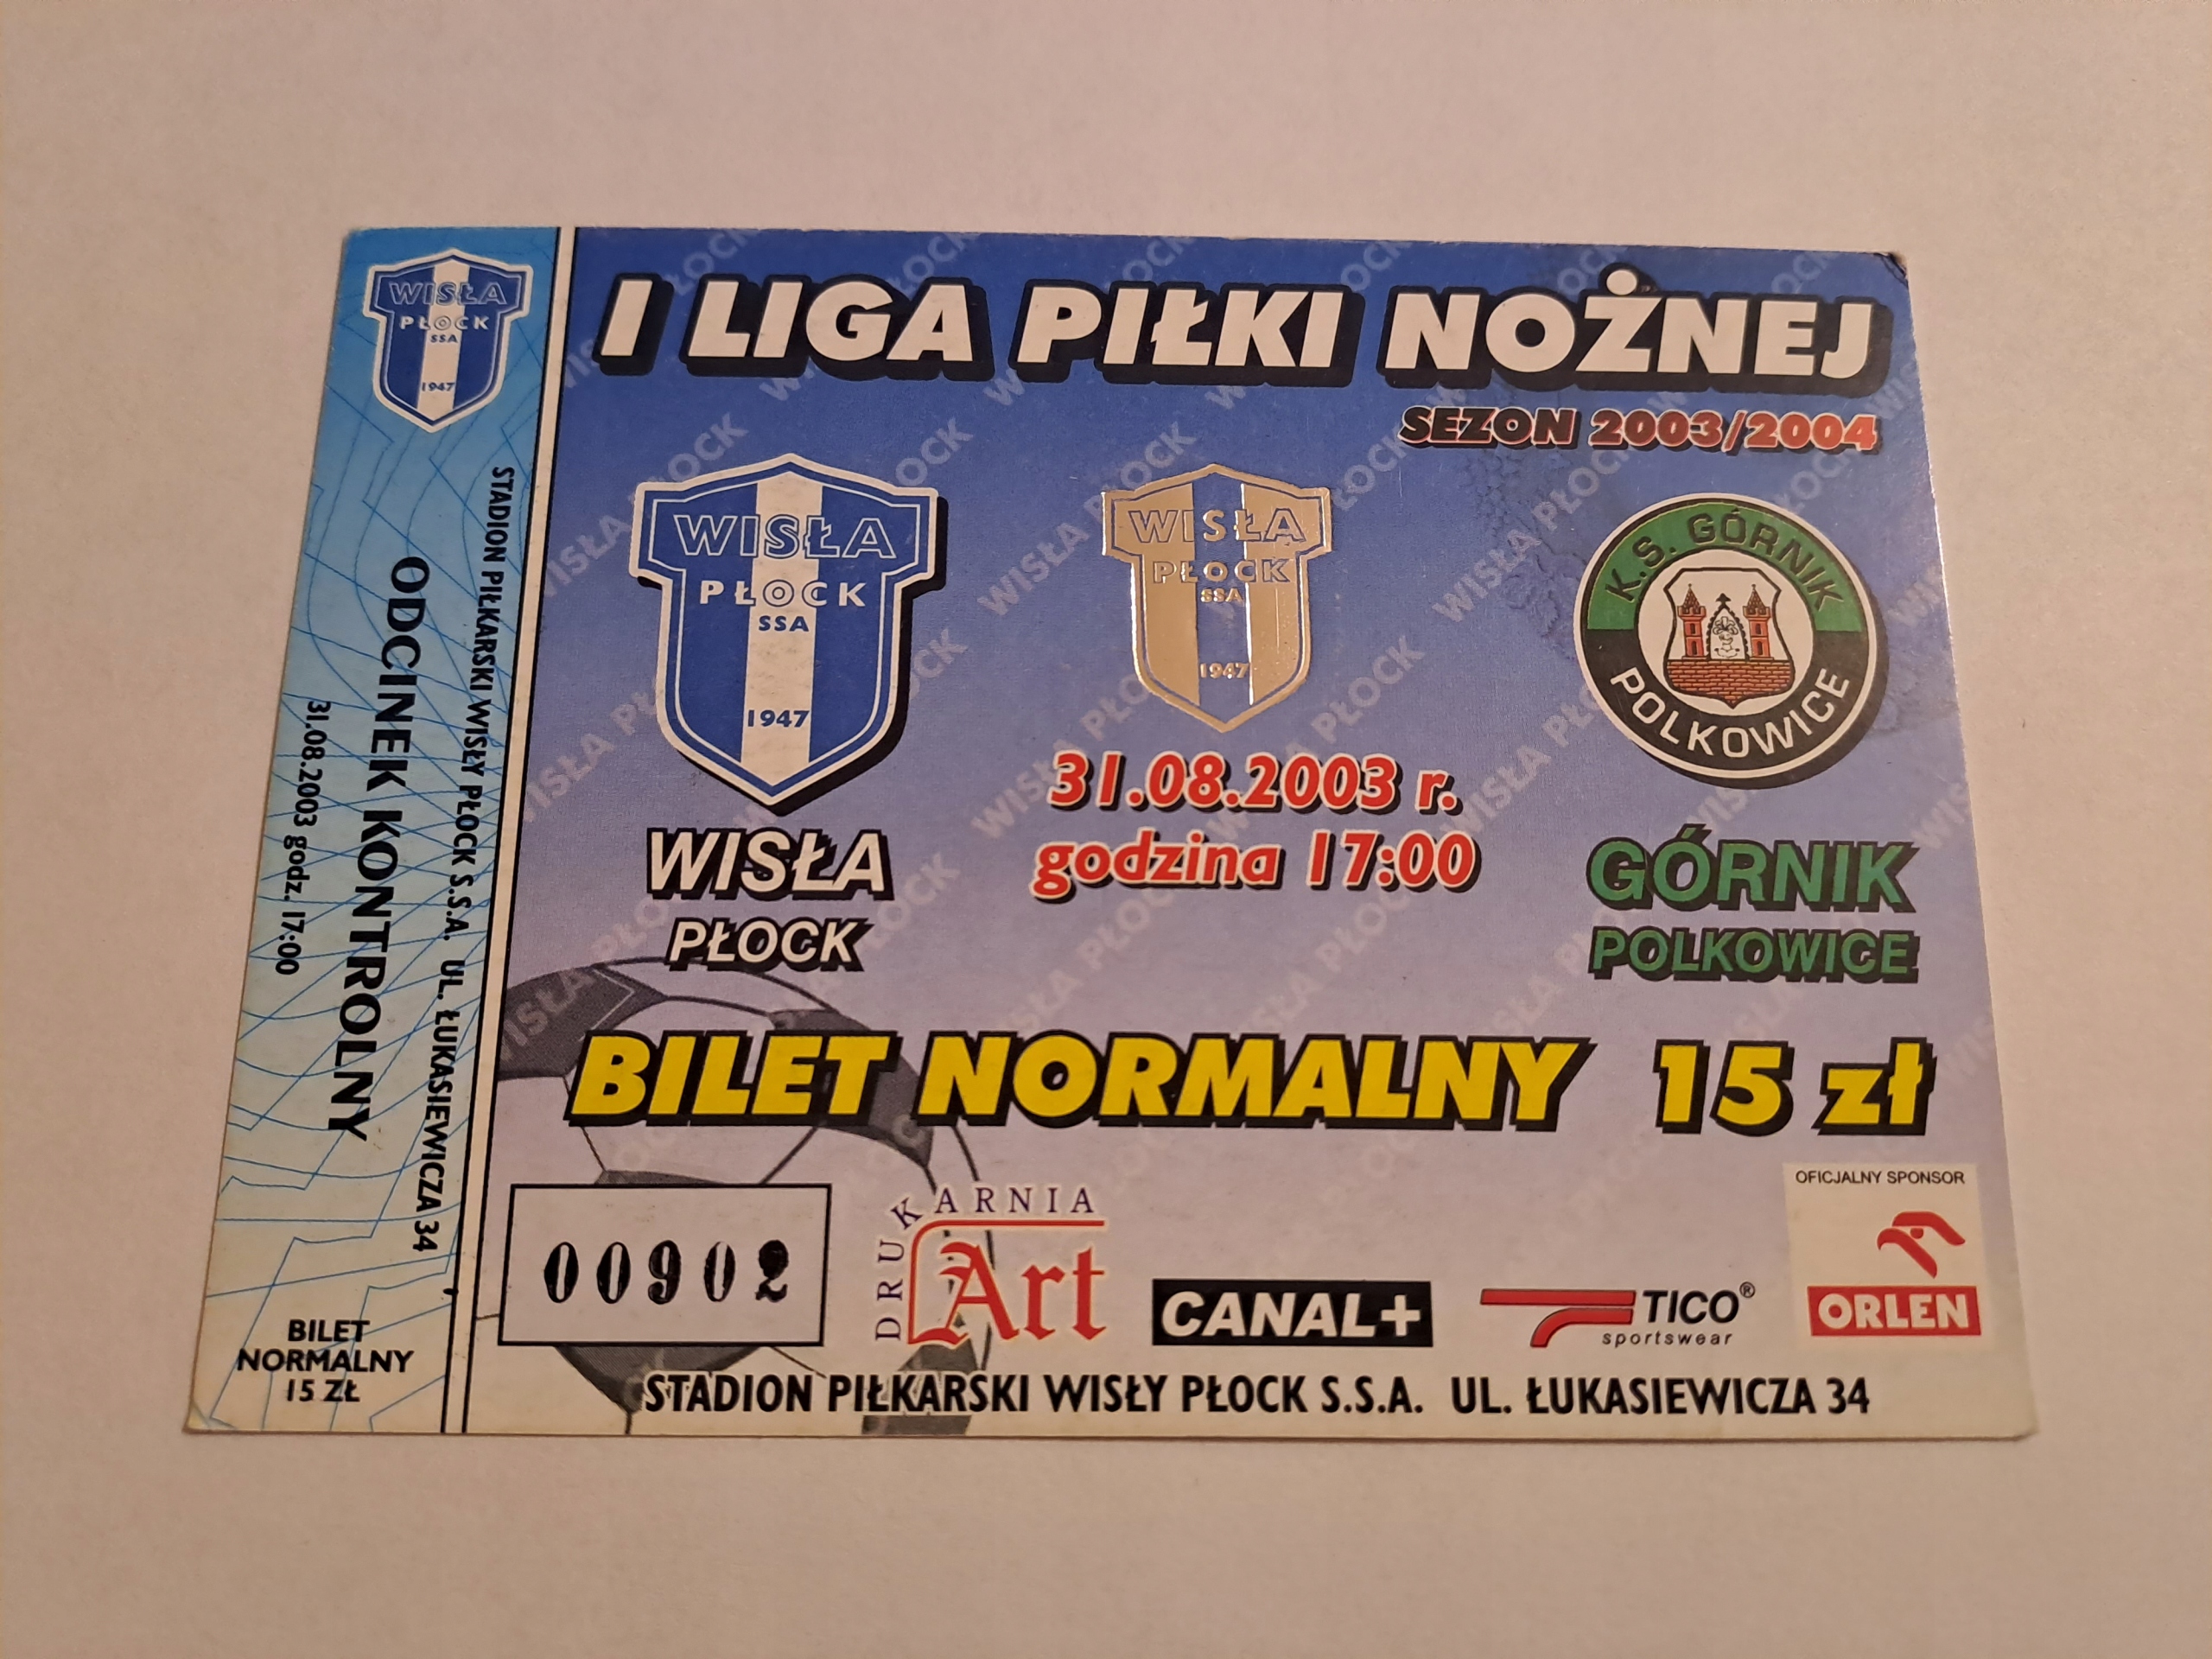 WISŁA
PŁOCK
SSA
1947
STADION PIŁKARSKI WISŁY PŁOCK S.S.A. UL. ŁUKASIEWICZA 34
ODCINEK KONTROLNY
31.08.2003 godz. 17:00
BILET
NORMALNY
15 ZŁ
I LIGA PIŁKI NOŻNEJ
SEZON 2003/2004
WISŁA
PŁOCK
SSA
1947
WISŁA
PŁOCK
SSA
1947
K.S. GÓRNIK
POLKOWICE
31.08.2003 r.
godzina 17:00
WISŁA
PŁOCK
GÓRNIK
POLKOWICE
BILET NORMALNY 15 zł
00902
DRUKARNIA
Art
CANAL+
TICO®
sportswear
OFICJALNY SPONSOR
ORLEN
STADION PIŁKARSKI WISŁY PŁOCK S.S.A. UL. ŁUKASIEWICZA 34